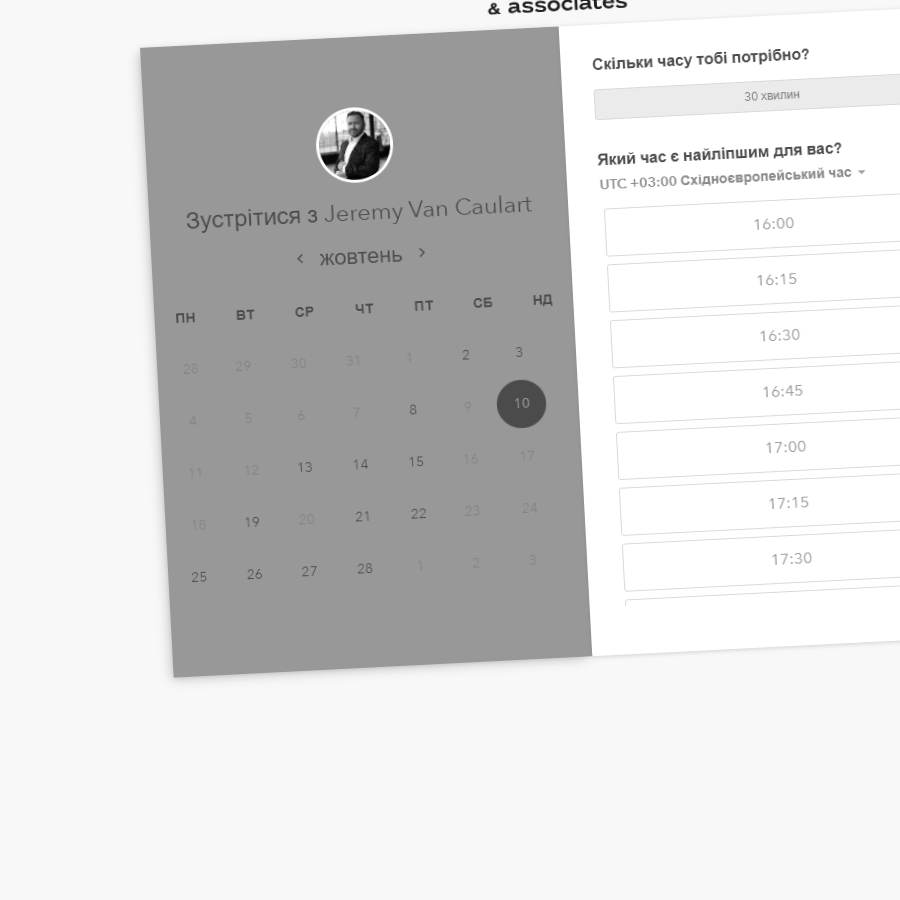 & associates
Зустрітися з Jeremy Van Caulart
‹ жовтень ›
ПН ВТ СР ЧТ ПТ СБ НД
28 29 30 31 1 2 3
4 5 6 7 8 9 10
11 12 13 14 15 16 17
18 19 20 21 22 23 24
25 26 27 28 1 2 3
Скільки часу тобі потрібно?
30 хвилин
Який час є найліпшим для вас?
UTC +03:00 Східноєвропейський час
16:00
16:15
16:30
16:45
17:00
17:15
17:30